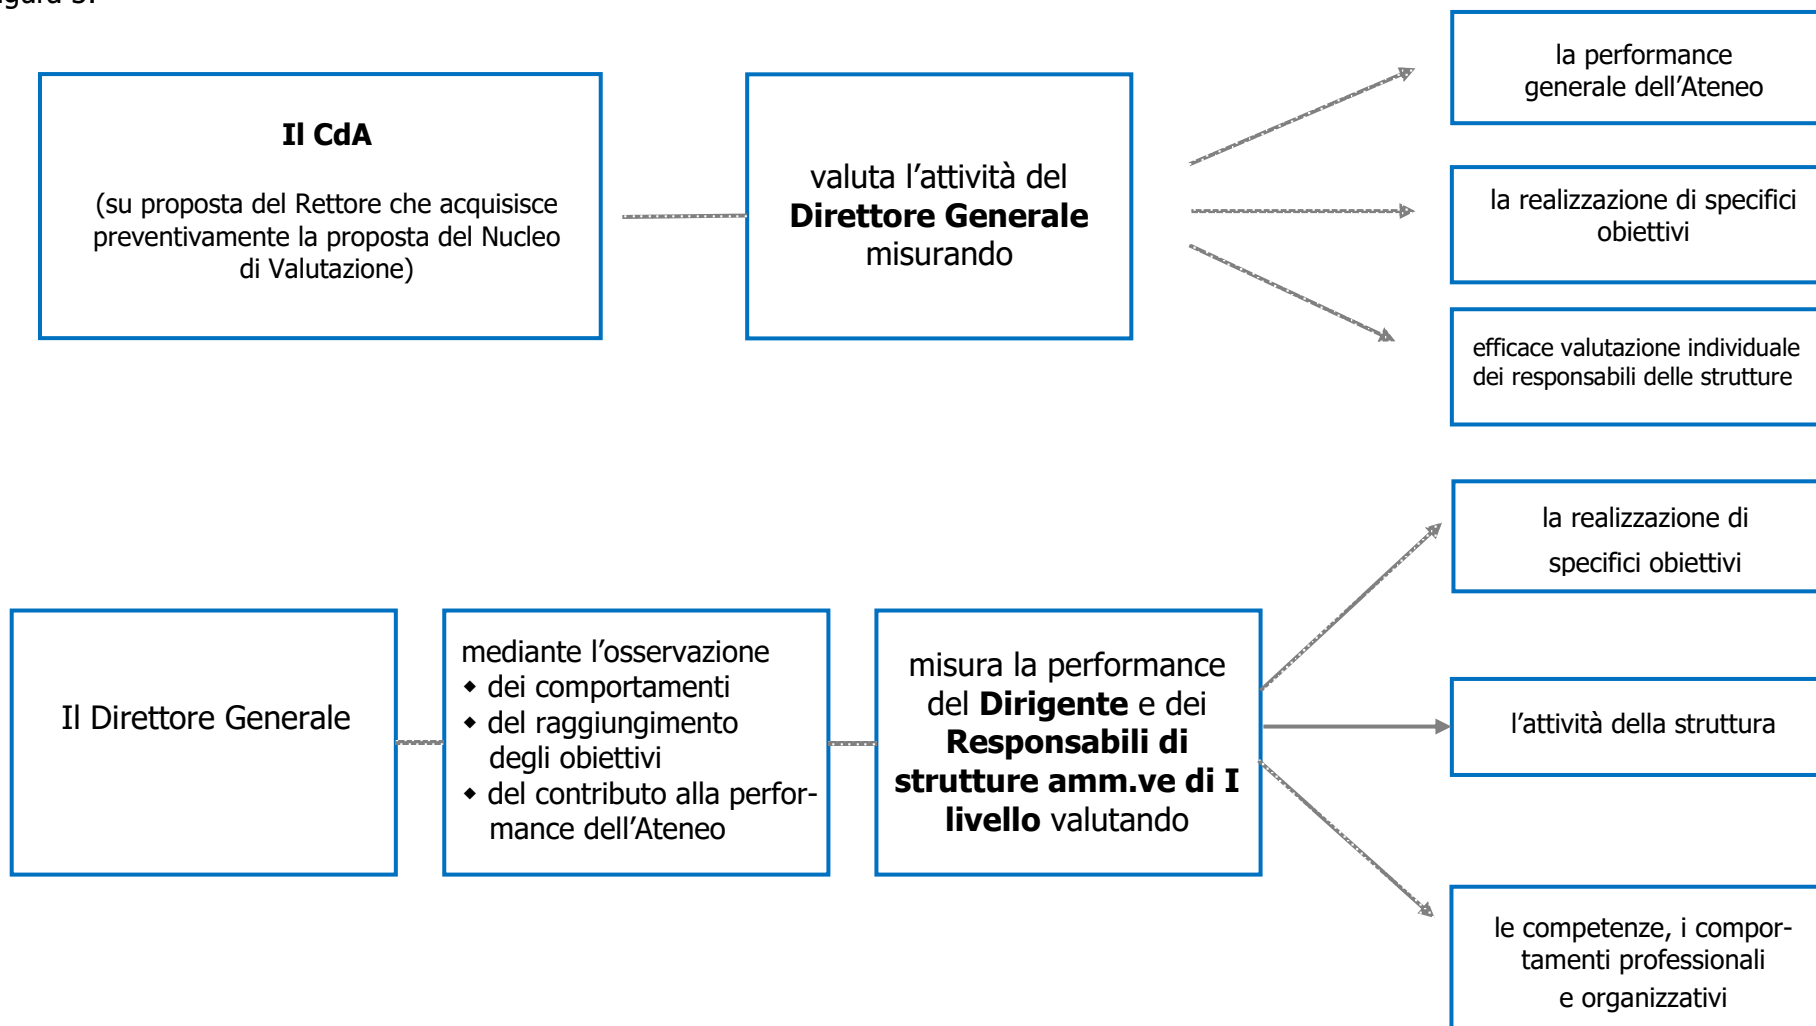 gura 3.
Il CdA
(su proposta del Rettore che acquisisce
preventivamente la proposta del Nucleo
di Valutazione)
valuta l’attività del
Direttore Generale
misurando
la performance
generale dell’Ateneo
la realizzazione di specifici
obiettivi
efficace valutazione individuale
dei responsabili delle strutture
Il Direttore Generale
mediante l’osservazione
◆ dei comportamenti
◆ del raggiungimento
degli obiettivi
◆ del contributo alla perfor-
mance dell’Ateneo
misura la performance
del Dirigente e dei
Responsabili di
strutture amm.ve di I
livello valutando
la realizzazione di
specifici obiettivi
l’attività della struttura
le competenze, i compor-
tamenti professionali
e organizzativi